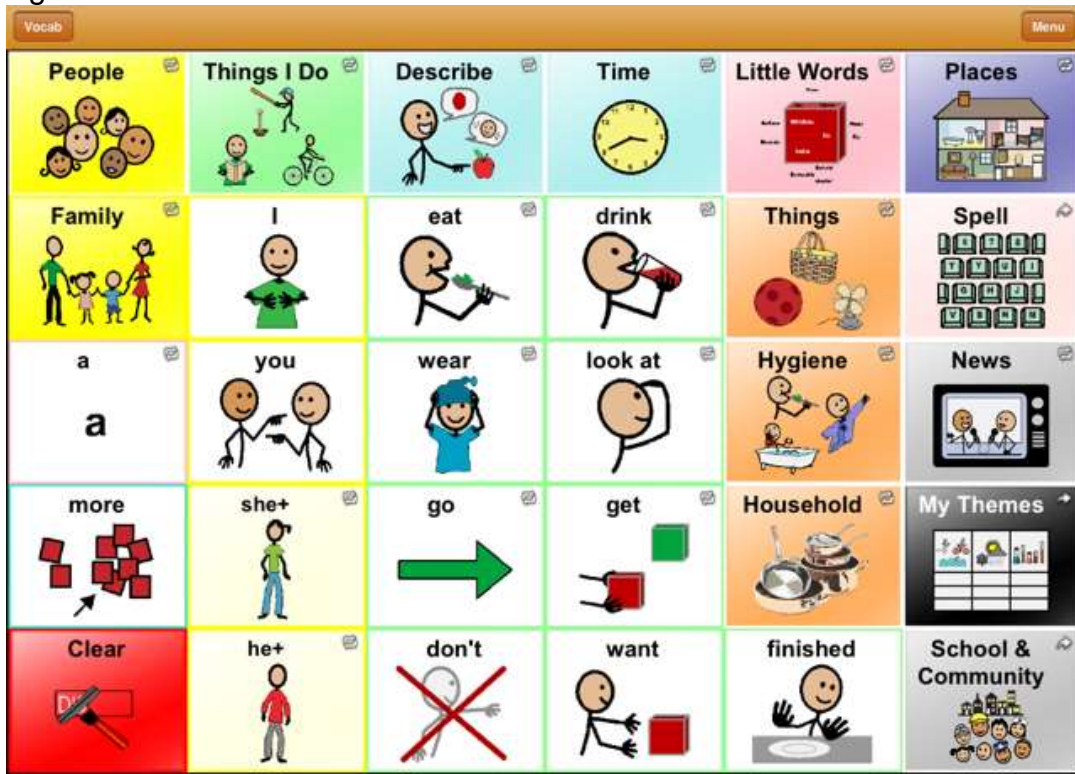 Vocab Menu
People Things I Do Describe Time Little Words Places
Family I eat drink Things Spell
a you wear look at Hygiene News
a
more she+ go get Household My Themes
Clear he+ don't want finished School &
Community